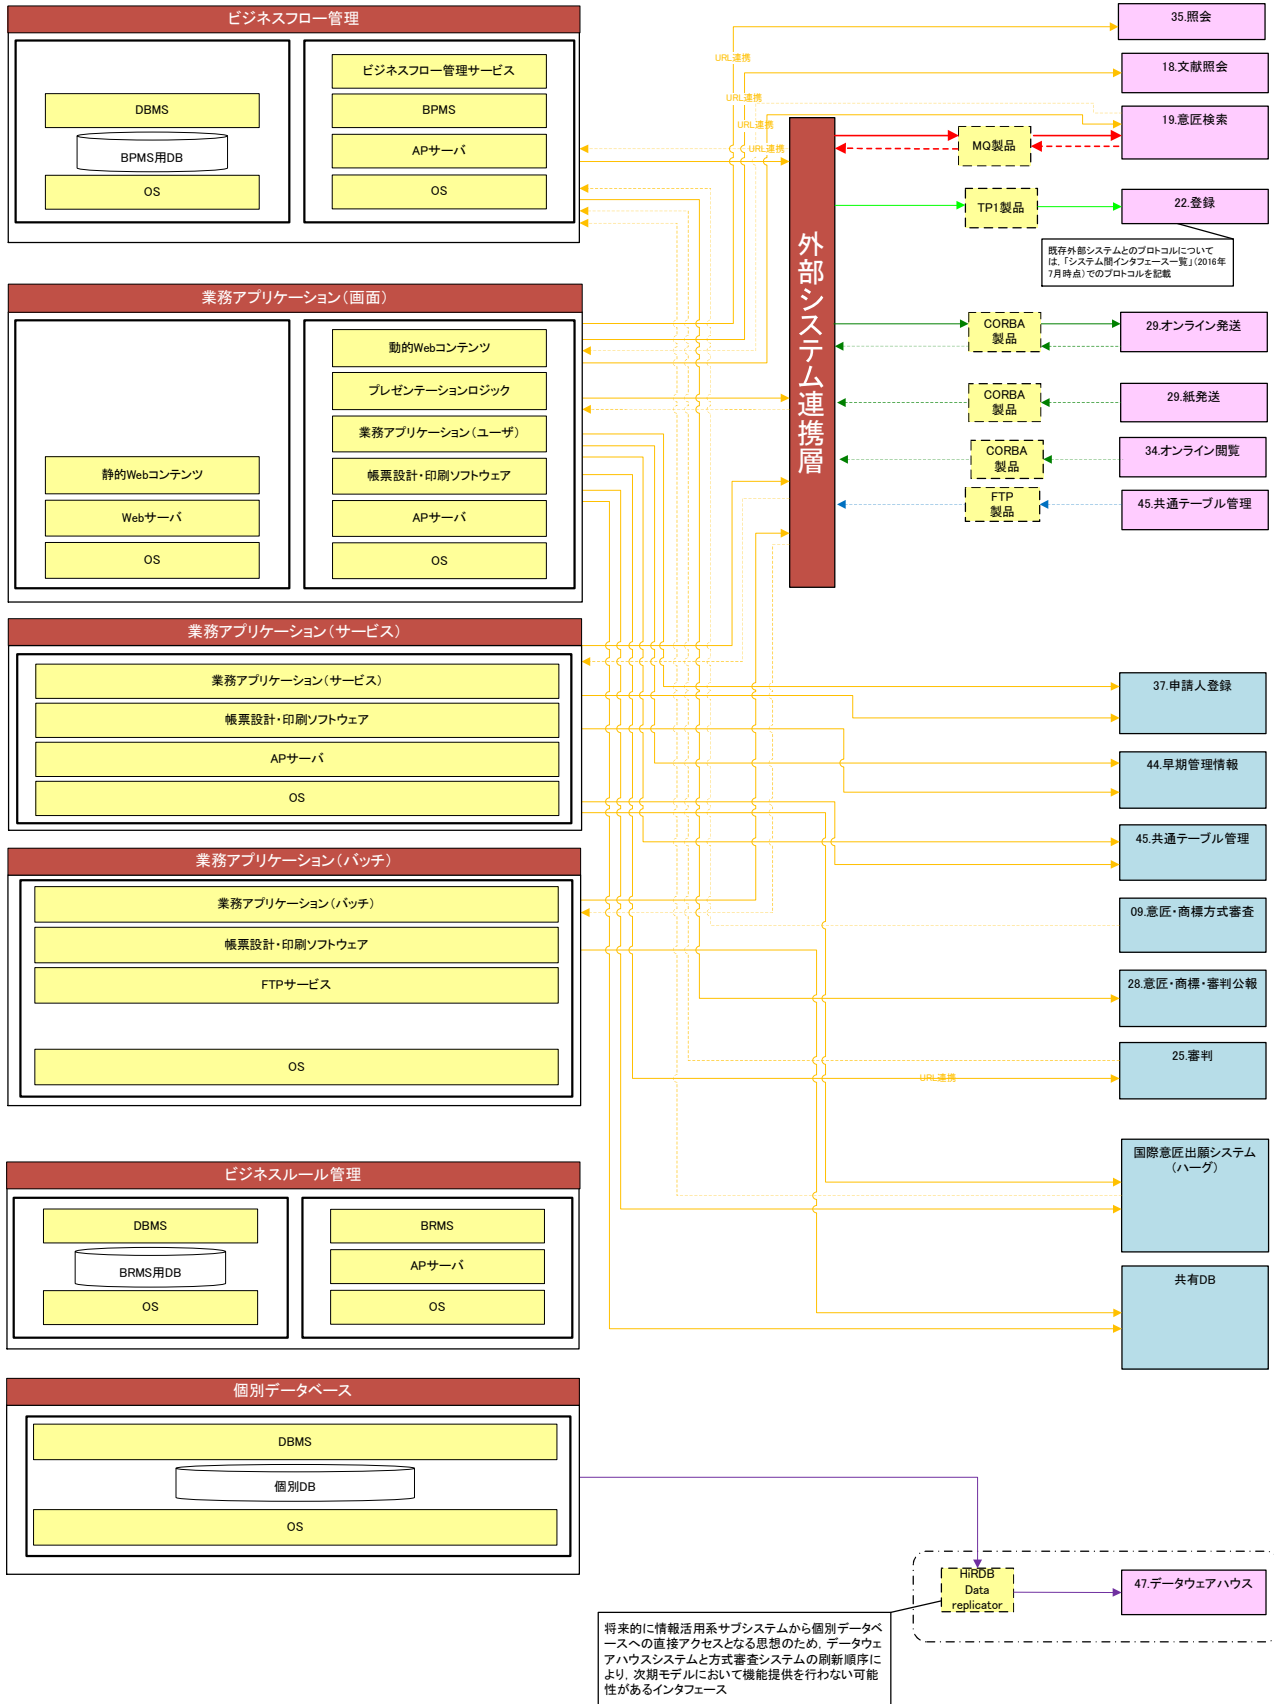 ビジネスフロー管理
DBMS
BPMS用DB
OS
ビジネスフロー管理サービス
BPMS
APサーバ
OS
業務アプリケーション（画面）
静的Webコンテンツ
Webサーバ
OS
動的Webコンテンツ
プレゼンテーションロジック
業務アプリケーション（ユーザ）
帳票設計・印刷ソフトウェア
APサーバ
OS
業務アプリケーション（サービス）
業務アプリケーション（サービス）
帳票設計・印刷ソフトウェア
APサーバ
OS
業務アプリケーション（バッチ）
業務アプリケーション（バッチ）
帳票設計・印刷ソフトウェア
FTPサービス
OS
ビジネスルール管理
DBMS
BRMS用DB
OS
BRMS
APサーバ
OS
個別データベース
DBMS
個別DB
OS
URL連携
URL連携
URL連携
URL連携
外部システム連携層
MQ製品
TP1製品
CORBA
製品
CORBA
製品
CORBA
製品
FTP
製品
35.照会
18.文献照会
19.意匠検索
22.登録
既存外部システムとのプロトコルについて
は、「システム間インタフェース一覧」（2016年
7月時点）でのプロトコルを記載
29.オンライン発送
29.紙発送
34.オンライン閲覧
45.共通テーブル管理
37.申請人登録
44.早期管理情報
45.共通テーブル管理
09.意匠・商標方式審査
28.意匠・商標・審判公報
25.審判
URL連携
国際意匠出願システム
（ハーグ）
共有DB
HiRDB
Data
replicator
47.データウェアハウス
将来的に情報活用系サブシステムから個別データベ
ースへの直接アクセスとなる思想のため、データウェ
アハウスシステムと方式審査システムの刷新順序に
より、次期モデルにおいて機能提供を行わない可能
性があるインタフェース